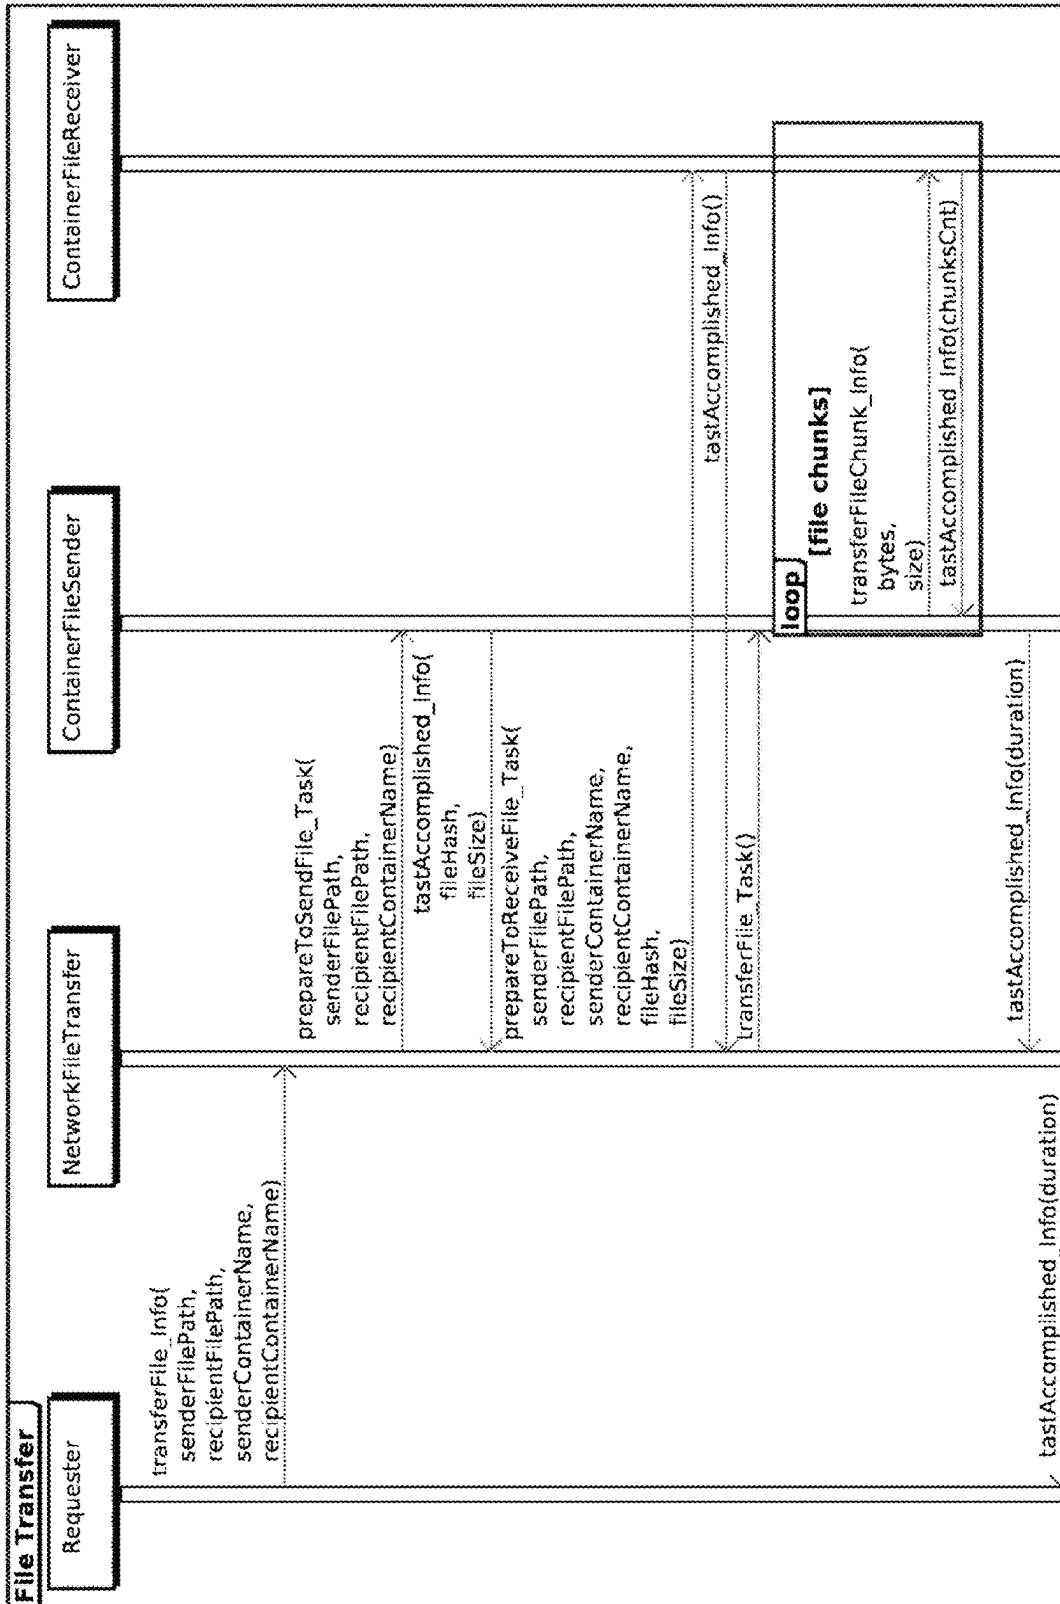 File Transfer
Requester
NetworkFileTransfer
ContainerFileSender
ContainerFileReceiver
transferFile_Info(
senderFilePath,
recipientFilePath,
senderContainerName,
recipientContainerName)
prepareToSendFile_Task(
senderFilePath,
recipientFilePath,
recipientContainerName)
tastAccomplished_Info(
fileHash,
fileSize)
prepareToReceiveFile_Task(
senderFilePath,
recipientFilePath,
senderContainerName,
recipientContainerName,
fileHash,
fileSize)
tastAccomplished_Info()
transferFile_Task()
loop
[file chunks]
transferFileChunk_Info(
bytes,
size)
tastAccomplished_Info(chunksCnt)
tastAccomplished_Info(duration)
tastAccomplished_Info(duration)